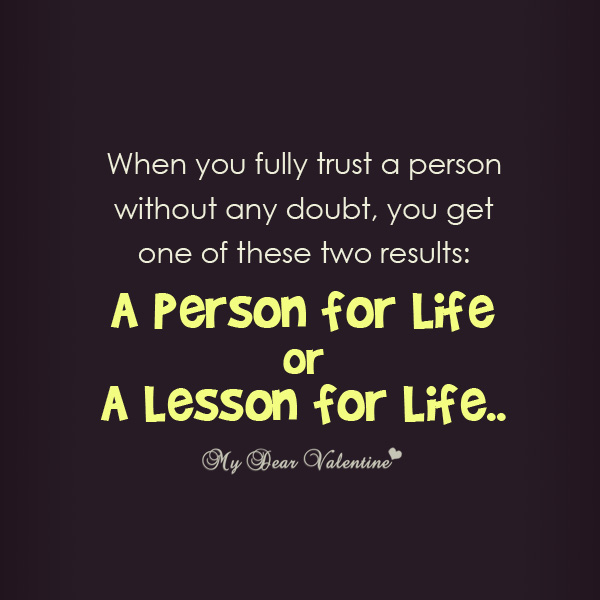 When you fully trust a person
without any doubt, you get
one of these two results:
A Person for Life
or
A Lesson for Life..
My Dear Valentine